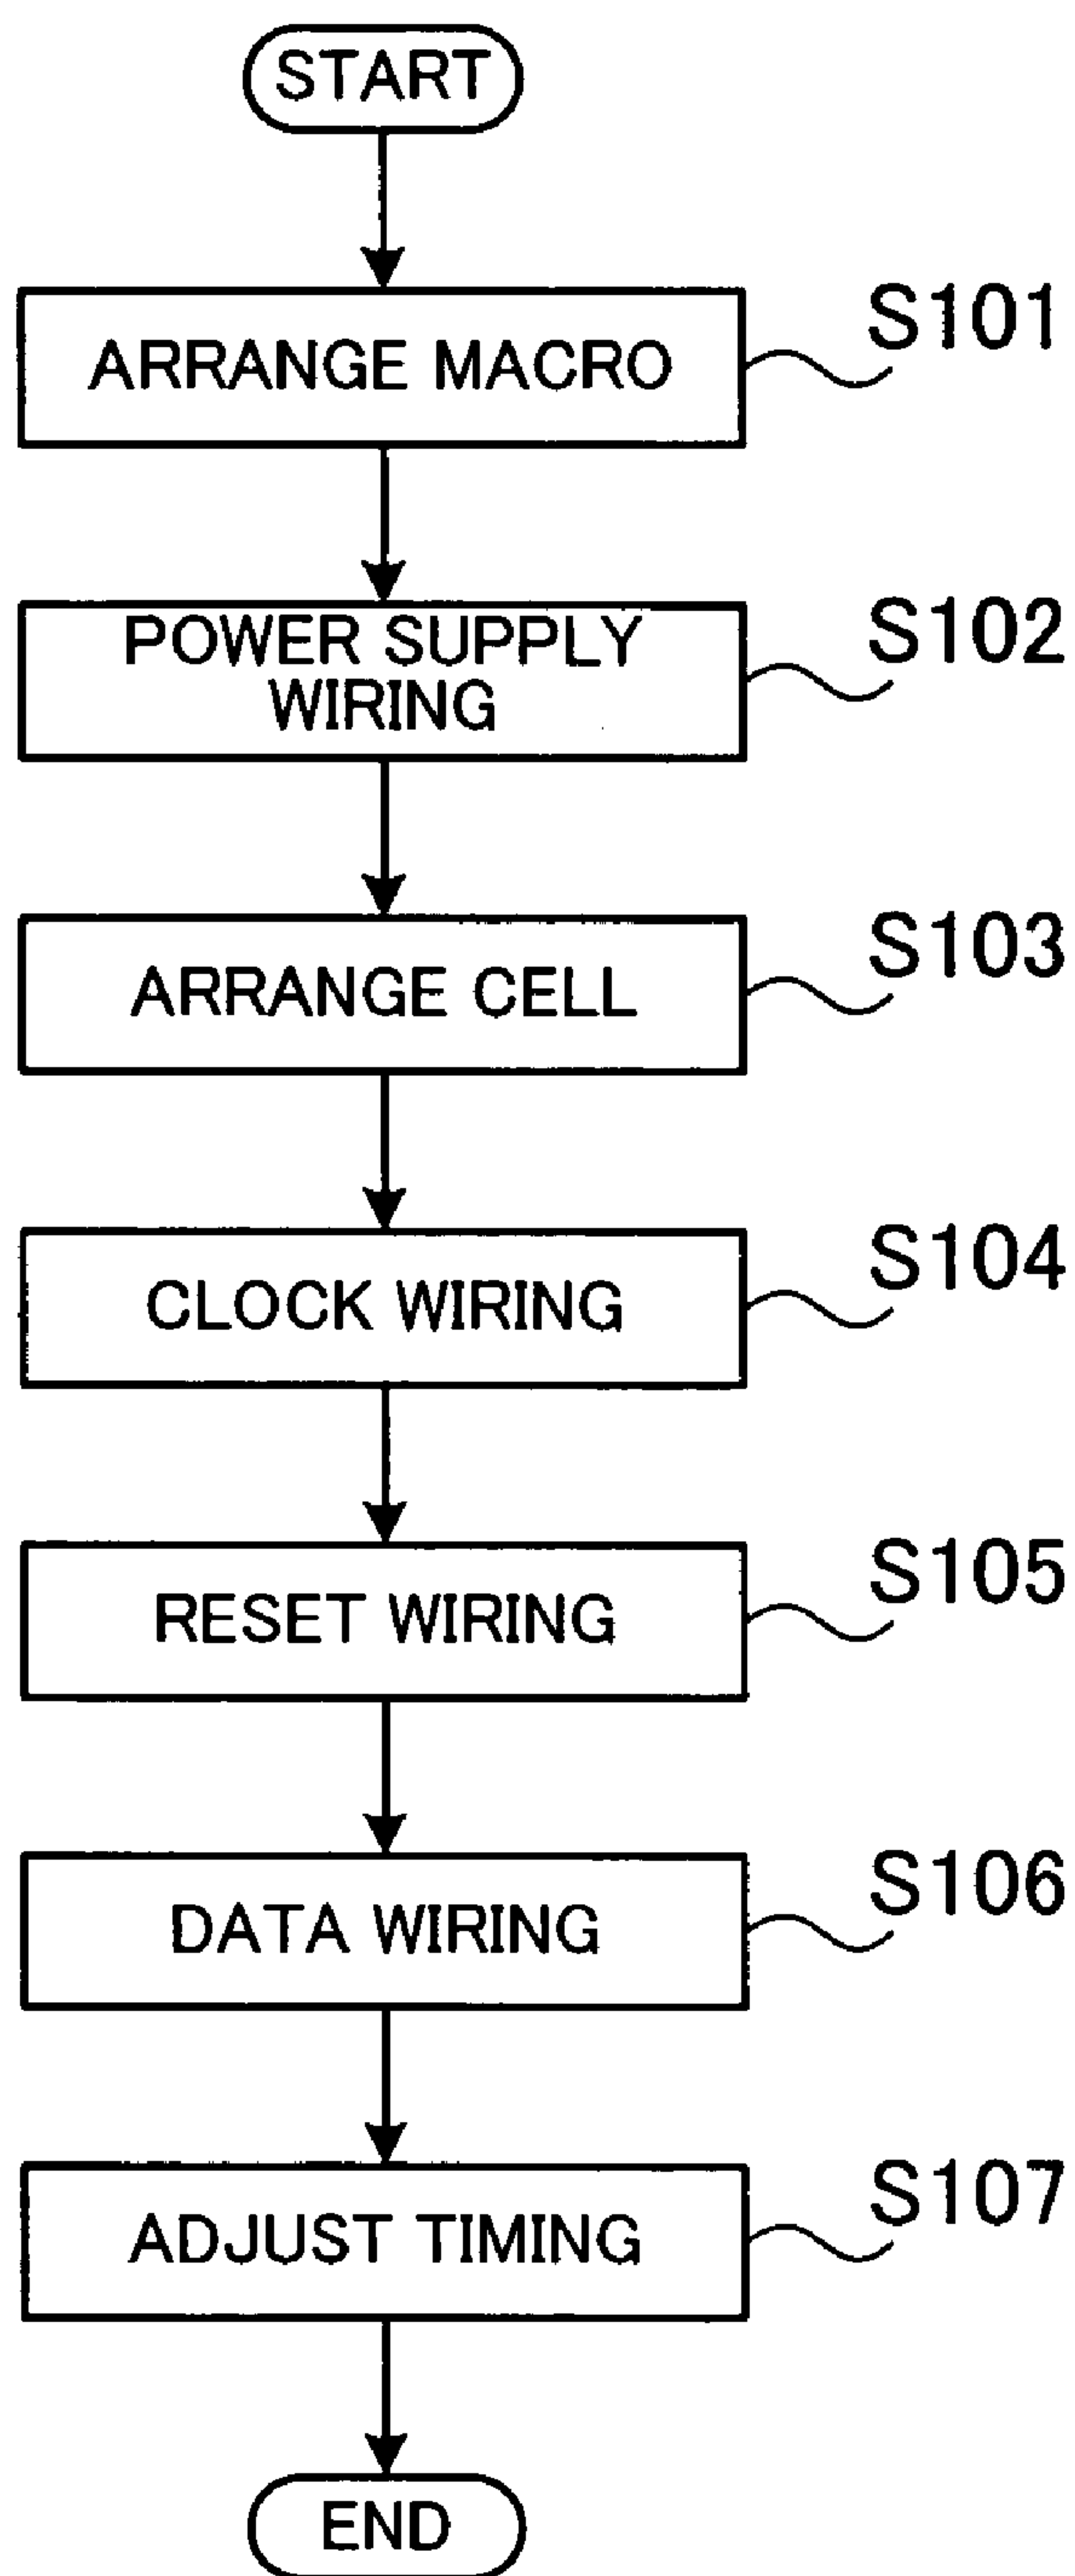 START
ARRANGE MACRO
S101
POWER SUPPLY
WIRING
S102
ARRANGE CELL
S103
CLOCK WIRING
S104
RESET WIRING
S105
DATA WIRING
S106
ADJUST TIMING
S107
END